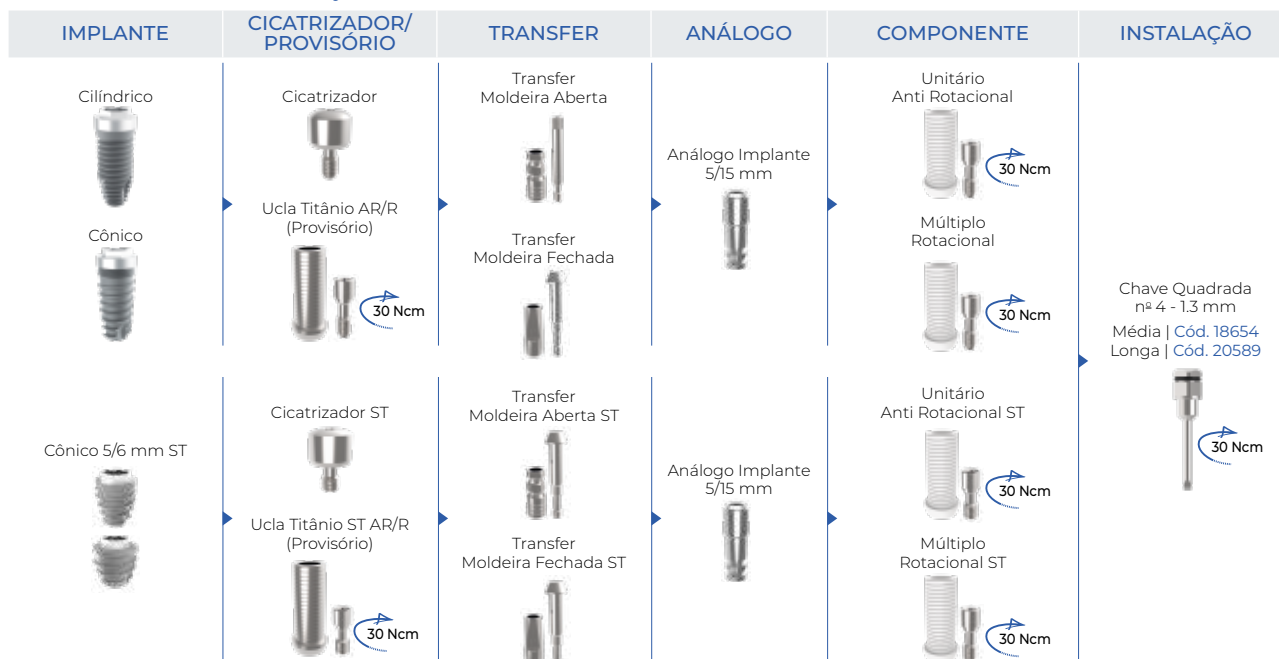 IMPLANTE
CICATRIZADOR/
PROVISÓRIO
TRANSFER
ANÁLOGO
COMPONENTE
INSTALAÇÃO
Cilíndrico
Cônico
Cicatrizador
Ucla Titânio AR/R
(Provisório)
30 Ncm
Transfer
Moldeira Aberta
Transfer
Moldeira Fechada
Análogo Implante
5/15 mm
Unitário
Anti Rotacional
30 Ncm
Múltiplo
Rotacional
30 Ncm
Cônico 5/6 mm ST
Cicatrizador ST
Ucla Titânio ST AR/R
(Provisório)
30 Ncm
Transfer
Moldeira Aberta ST
Transfer
Moldeira Fechada ST
Análogo Implante
5/15 mm
Unitário
Anti Rotacional ST
30 Ncm
Múltiplo
Rotacional ST
30 Ncm
Chave Quadrada
nº 4 - 1.3 mm
Média | Cód. 18654
Longa | Cód. 20589
30 Ncm